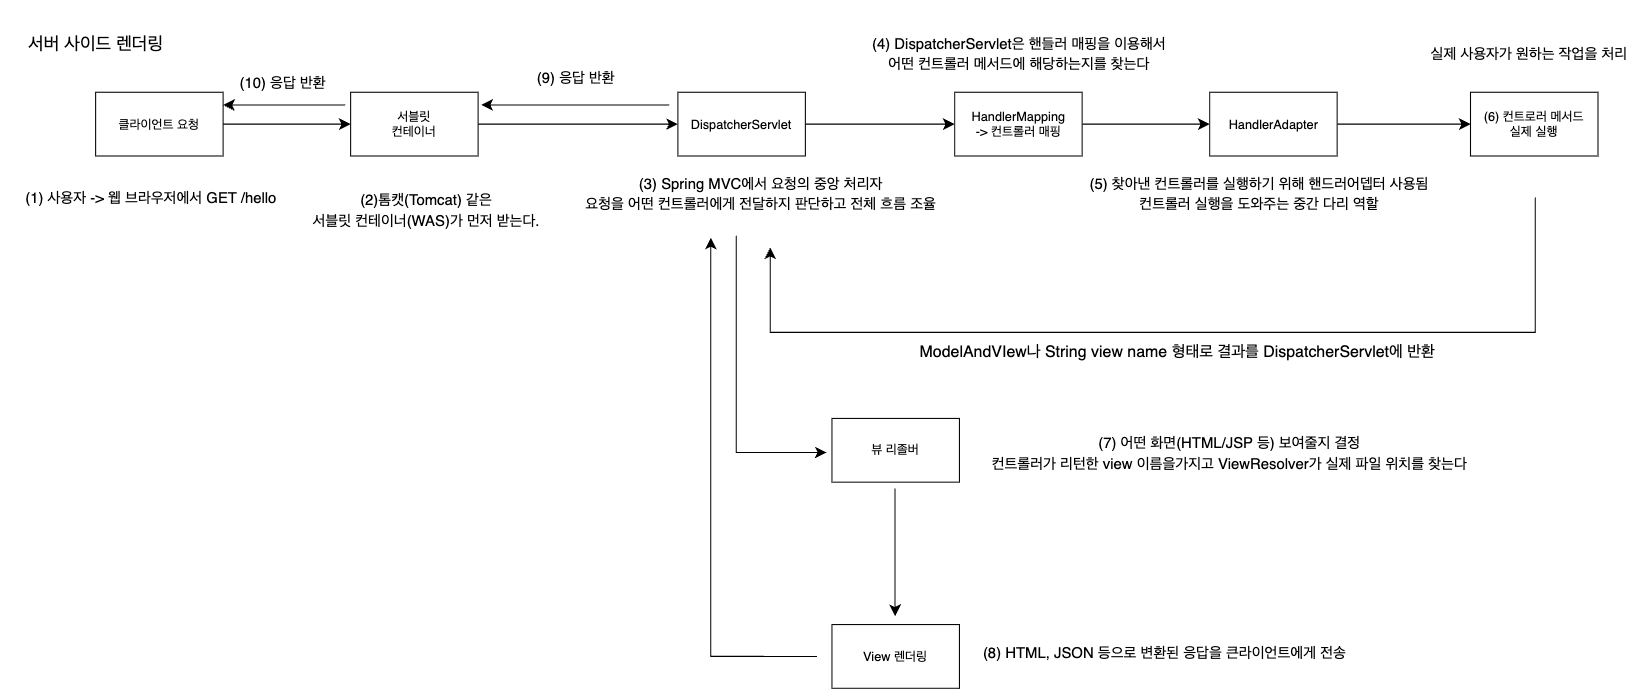 서버 사이드 렌더링
(10) 응답 반환
(9) 응답 반환
(4) DispatcherServlet은 핸들러 매핑을 이용해서
어떤 컨트롤러 메서드에 해당하는지를 찾는다
실제 사용자가 원하는 작업을 처리
클라이언트 요청
서블릿
컨테이너
DispatcherServlet
HandlerMapping
-> 컨트롤러 매핑
HandlerAdapter
(6) 컨트로러 메서드
실제 실행
(1) 사용자 -> 웹 브라우저에서 GET /hello
(2)톰캣(Tomcat) 같은
서블릿 컨테이너(WAS)가 먼저 받는다.
(3) Spring MVC에서 요청의 중앙 처리자
요청을 어떤 컨트롤러에게 전달하지 판단하고 전체 흐름 조율
(5) 찾아낸 컨트롤러를 실행하기 위해 핸드러어뎁터 사용됨
컨트롤러 실행을 도와주는 중간 다리 역할
ModelAndVIew나 String view name 형태로 결과를 DispatcherServlet에 반환
뷰 리졸버
(7) 어떤 화면(HTML/JSP 등) 보여줄지 결정
컨트롤러가 리턴한 view 이름을가지고 ViewResolver가 실제 파일 위치를 찾는다
View 렌더링
(8) HTML, JSON 등으로 변환된 응답을 큰라이언트에게 전송